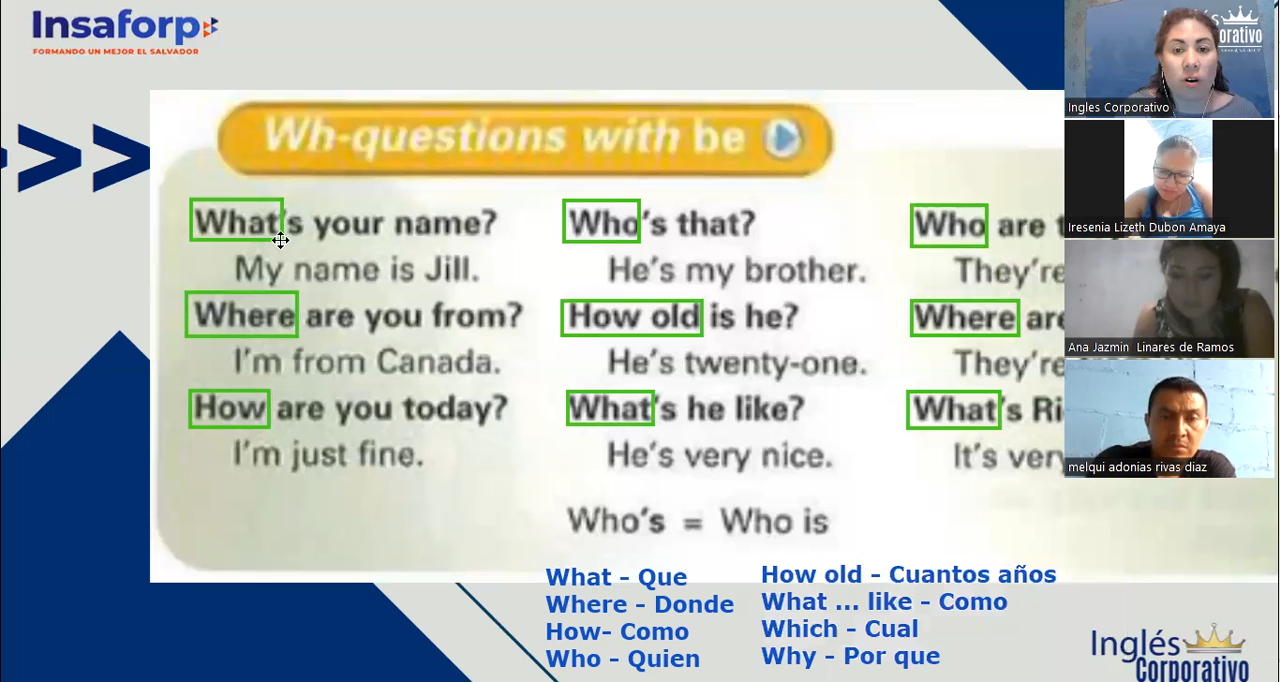 Insaforp
FORMANDO UN MEJOR EL SALVADOR
Wh-questions with be
What's your name?
My name is Jill.
Where are you from?
I'm from Canada.
How are you today?
I'm just fine.
Who's that?
He's my brother.
How old is he?
He's twenty-one.
What's he like?
He's very nice.
Who's = Who is
Who are
They're
Where
They're
What's
It's
What - Que
Where - Donde
How- Como
Who - Quien
How old - Cuantos años
What ... like - Como
Which - Cual
Why - Por que
Inglés
Corporativo
Ingles Corporativo
Iresenia Lizeth Dubon Amaya
Ana Jazmin Linares de Ramos
melqui adonias rivas diaz